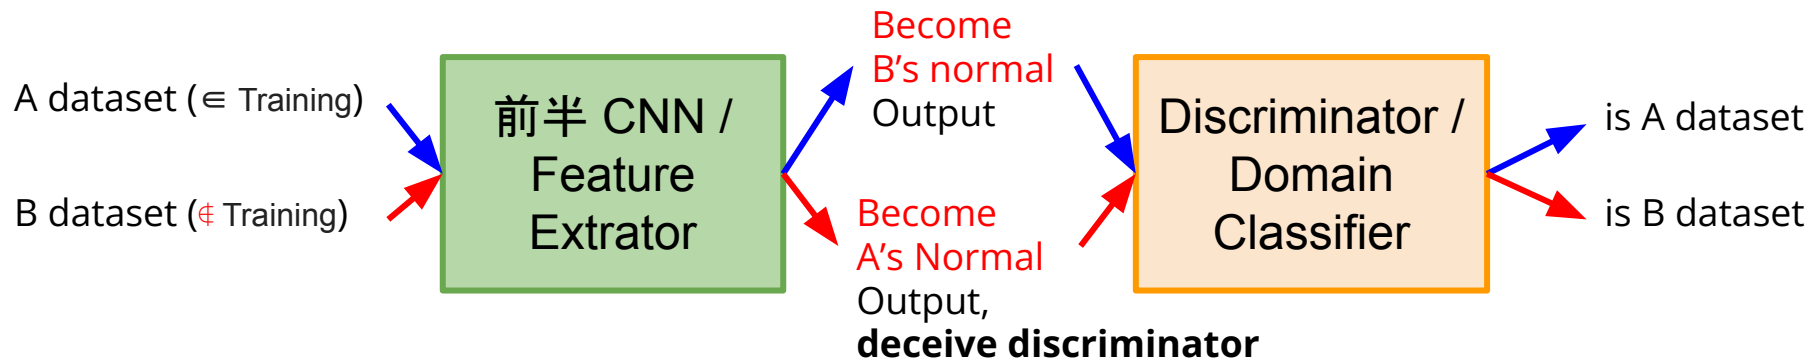 A dataset (∈ Training)
B dataset (∉ Training)
前半 CNN /
Feature
Extrator
Become
B’s normal
Output
Become
A’s Normal
Output,
deceive discriminator
Discriminator /
Domain
Classifier
is A dataset
is B dataset